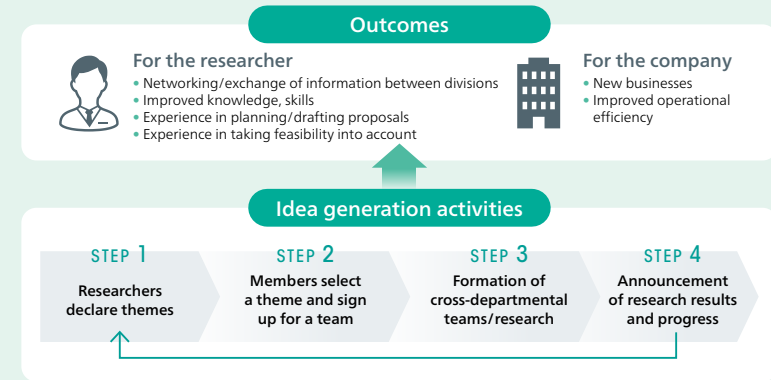 Outcomes
For the researcher
• Networking/exchange of information between divisions
• Improved knowledge, skills
• Experience in planning/drafting proposals
• Experience in taking feasibility into account
For the company
• New businesses
• Improved operational
efficiency
Idea generation activities
STEP 1
Researchers
declare themes
STEP 2
Members select
a theme and sign
up for a team
STEP 3
Formation of
cross-departmental
teams/research
STEP 4
Announcement
of research results
and progress